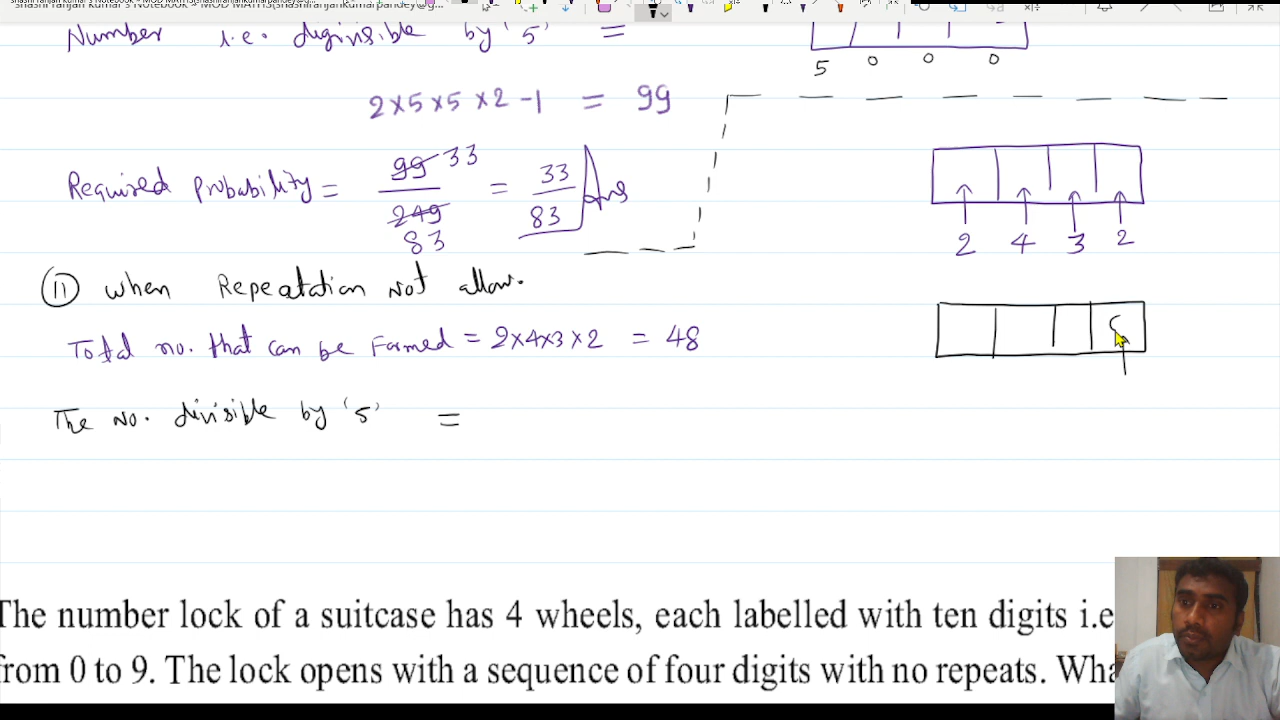 Number i.e. diginsible by '5' =
5 0 0 0
2×5×5×2-1 = 99
Required Probability = 99 33 / 249 83 = 33/83 Ans
2 4 3 2
(11) When Repeatation Not allow.
Total no. that can be Formed = 2×4×3×2 = 48
The No. divisible by '5' =
The number lock of a suitcase has 4 wheels, each labelled with ten digits i.e
from 0 to 9. The lock opens with a sequence of four digits with no repeats. Wha